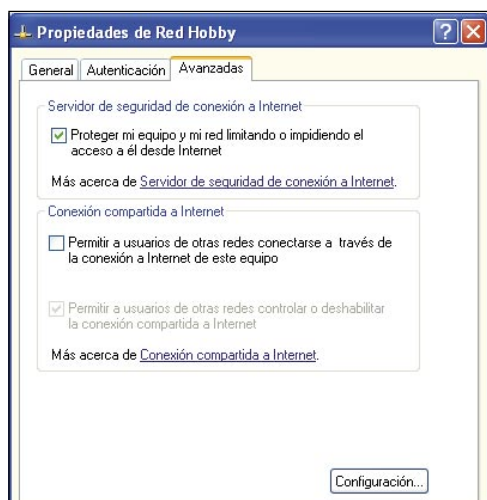 Propiedades de Red Hobby
General Autenticación Avanzadas
Servidor de seguridad de conexión a Internet
Proteger mi equipo y mi red limitando o impidiendo el
acceso a él desde Internet
Más acerca de Servidor de seguridad de conexión a Internet.
Conexión compartida a Internet
Permitir a usuarios de otras redes conectarse a través de
la conexión a Internet de este equipo
Permitir a usuarios de otras redes controlar o deshabilitar
la conexión compartida a Internet
Más acerca de Conexión compartida a Internet.
Configuración...